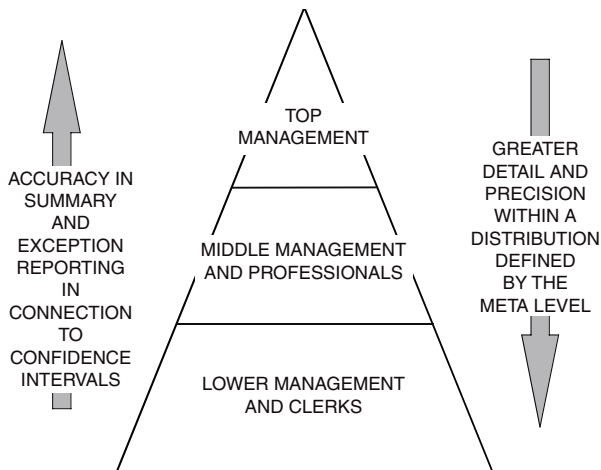 TOP
MANAGEMENT
ACCURACY IN
SUMMARY
AND
EXCEPTION
REPORTING
IN
CONNECTION
TO
CONFIDENCE
INTERVALS
MIDDLE MANAGEMENT
AND PROFESSIONALS
LOWER MANAGEMENT
AND CLERKS
GREATER
DETAIL AND
PRECISION
WITHIN A
DISTRIBUTION
DEFINED
BY THE
META LEVEL